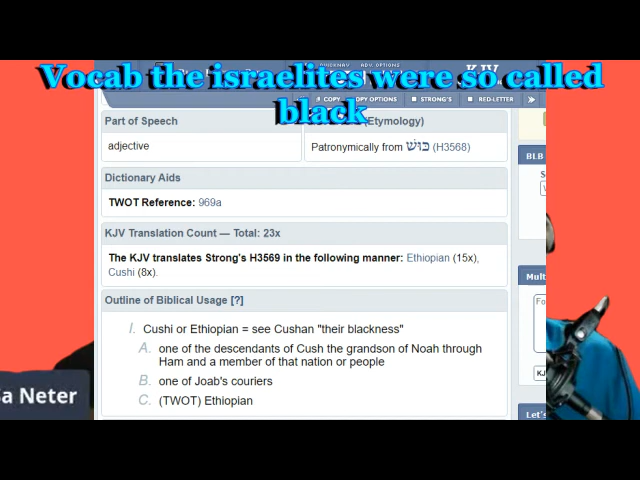 Vocab the israelites were so called
black
COPY
COPY OPTIONS
STRONG'S
RED-LETTER
Part of Speech
(Etymology)
adjective
Patronymically from כּוּשׁ (H3568)
Dictionary Aids
TWOT Reference: 969a
KJV Translation Count — Total: 23x
The KJV translates Strong's H3569 in the following manner: Ethiopian (15x),
Cushi (8x).
Outline of Biblical Usage [?]
I. Cushi or Ethiopian = see Cushan "their blackness"
A. one of the descendants of Cush the grandson of Noah through
Ham and a member of that nation or people
B. one of Joab's couriers
C. (TWOT) Ethiopian
BLB
Mult
Fo
KJ
Let's
a Neter